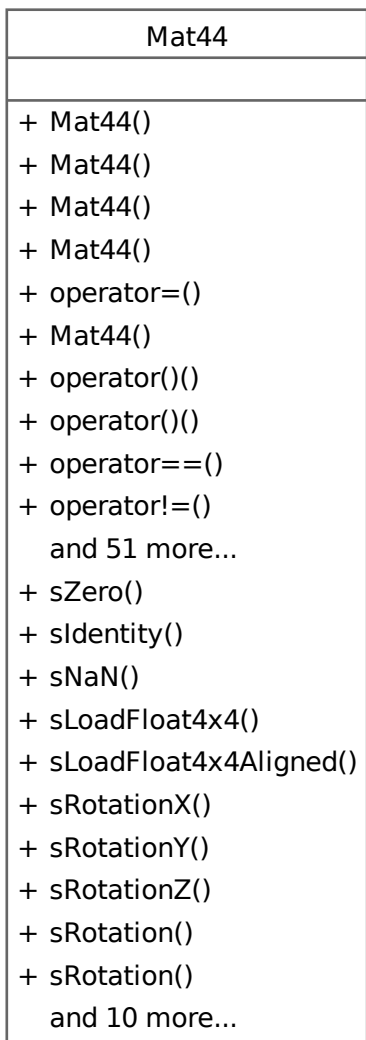 Mat44
+ Mat44()
+ Mat44()
+ Mat44()
+ Mat44()
+ operator=()
+ Mat44()
+ operator()()
+ operator()()
+ operator==()
+ operator!=()
and 51 more...
+ sZero()
+ sIdentity()
+ sNaN()
+ sLoadFloat4x4()
+ sLoadFloat4x4Aligned()
+ sRotationX()
+ sRotationY()
+ sRotationZ()
+ sRotation()
+ sRotation()
and 10 more...